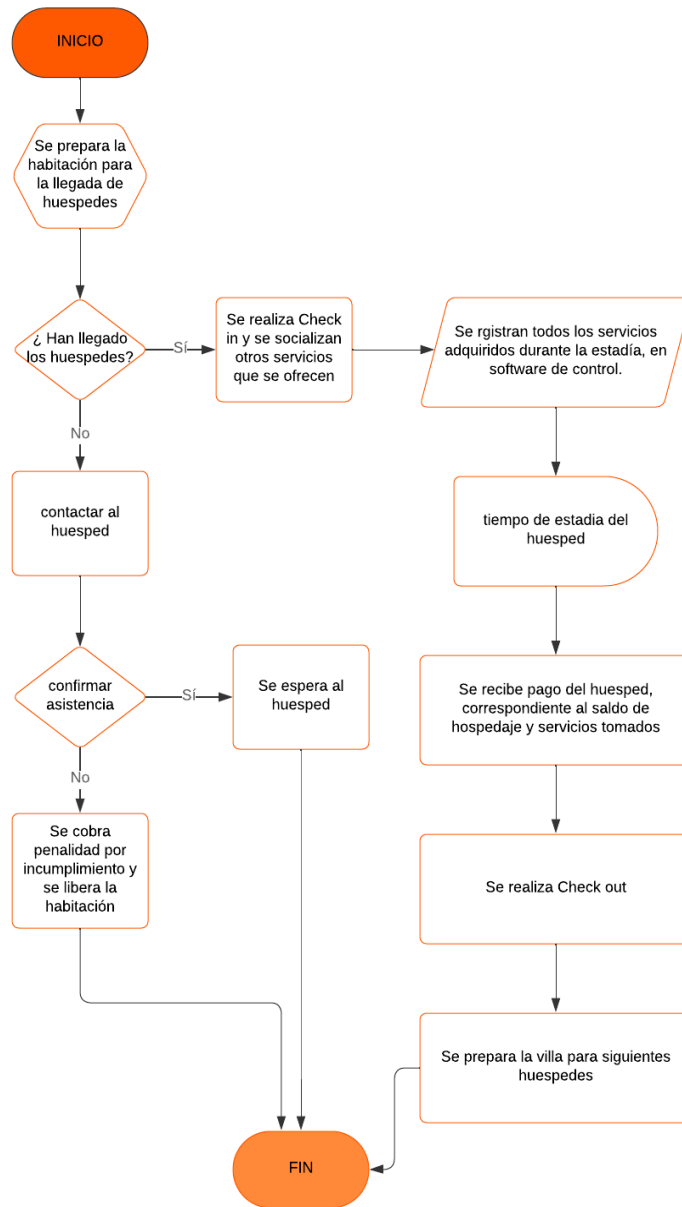 INICIO
Se prepara la
habitación para
la llegada de
huespedes
¿ Han llegado
los huespedes?
Sí
Se realiza Check
in y se socializan
otros servicios
que se ofrecen
Se rgistran todos los servicios
adquiridos durante la estadía, en
software de control.
No
contactar al
huesped
tiempo de estadia del
huesped
confirmar
asistencia
Sí
Se espera al
huesped
Se recibe pago del huesped,
correspondiente al saldo de
hospedaje y servicios tomados
No
Se cobra
penalidad por
incumplimiento y
se libera la
habitación
Se realiza Check out
Se prepara la villa para siguientes
huespedes
FIN